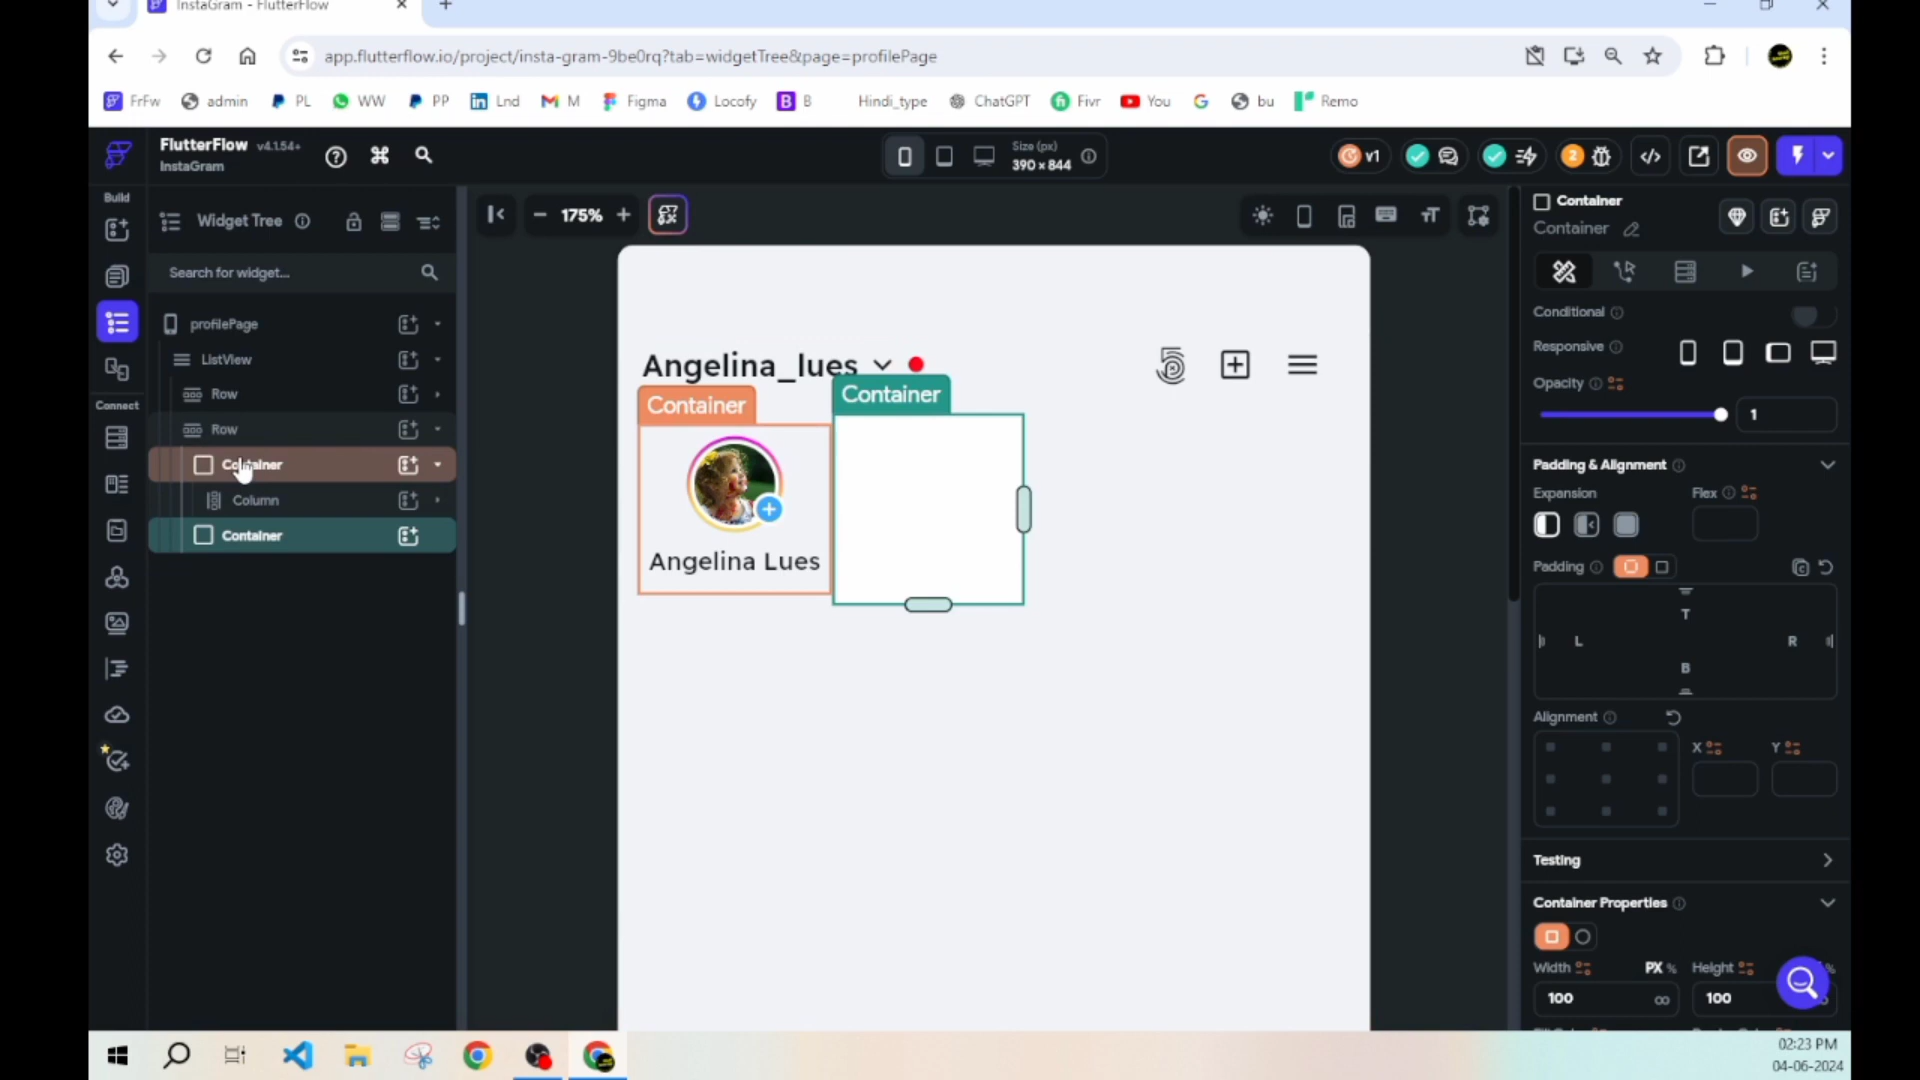 InstaGram - FlutterFlow
app.flutterflow.io/project/insta-gram-9be0rq?tab=widgetTree&page=profilePage
FrFw admin PL WW PP Lnd M Figma Locofy B Hindi_type ChatGPT Fivr You bu Remo
FlutterFlow v4.1.54+
InstaGram
Size (px)
390 × 844
v1
2
Build
Widget Tree
175%
Search for widget...
profilePage
ListView
Row
Connect
Row
Container
Column
Container
Angelina_lues
Container
Container
Angelina Lues
Container
Container
Conditional
Responsive
Opacity
1
Padding & Alignment
Expansion Flex
Padding
T
L R
B
Alignment
X Y
Testing
Container Properties
Width PX % Height %
100 ∞ 100
02:23 PM
04-06-2024